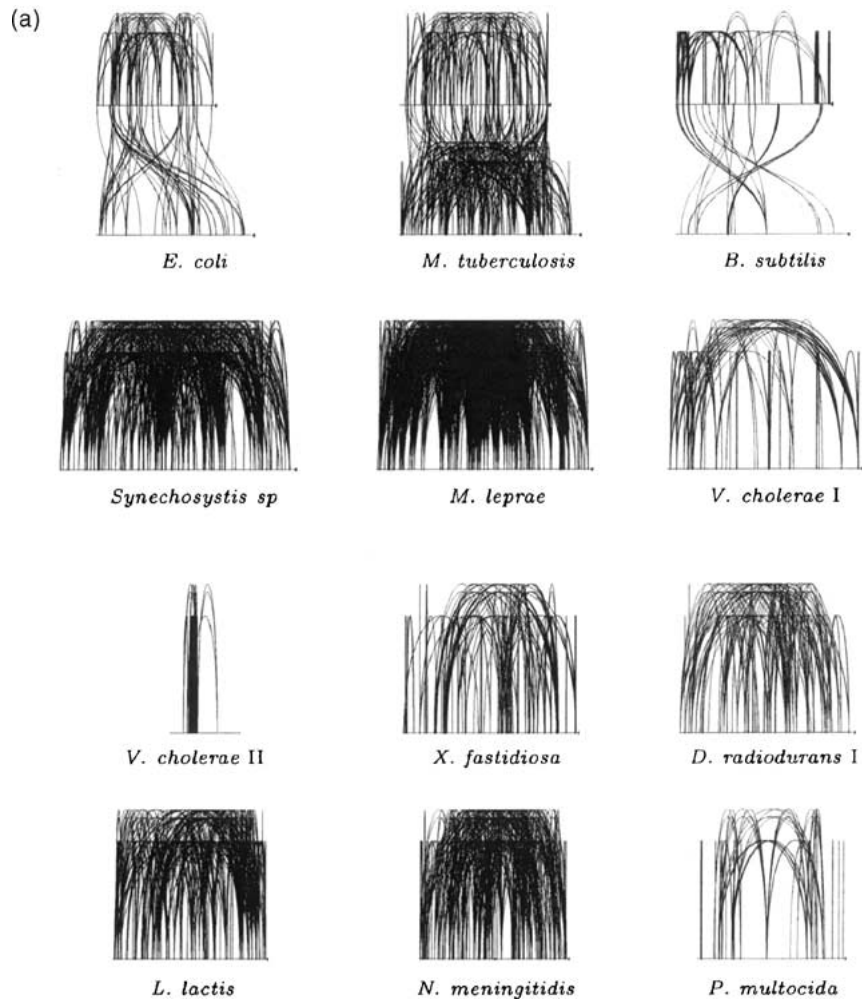 (a)
E. coli
M. tuberculosis
B. subtilis
Synechosystis sp
M. leprae
V. cholerae I
V. cholerae II
X. fastidiosa
D. radiodurans I
L. lactis
N. meningitidis
P. multocida